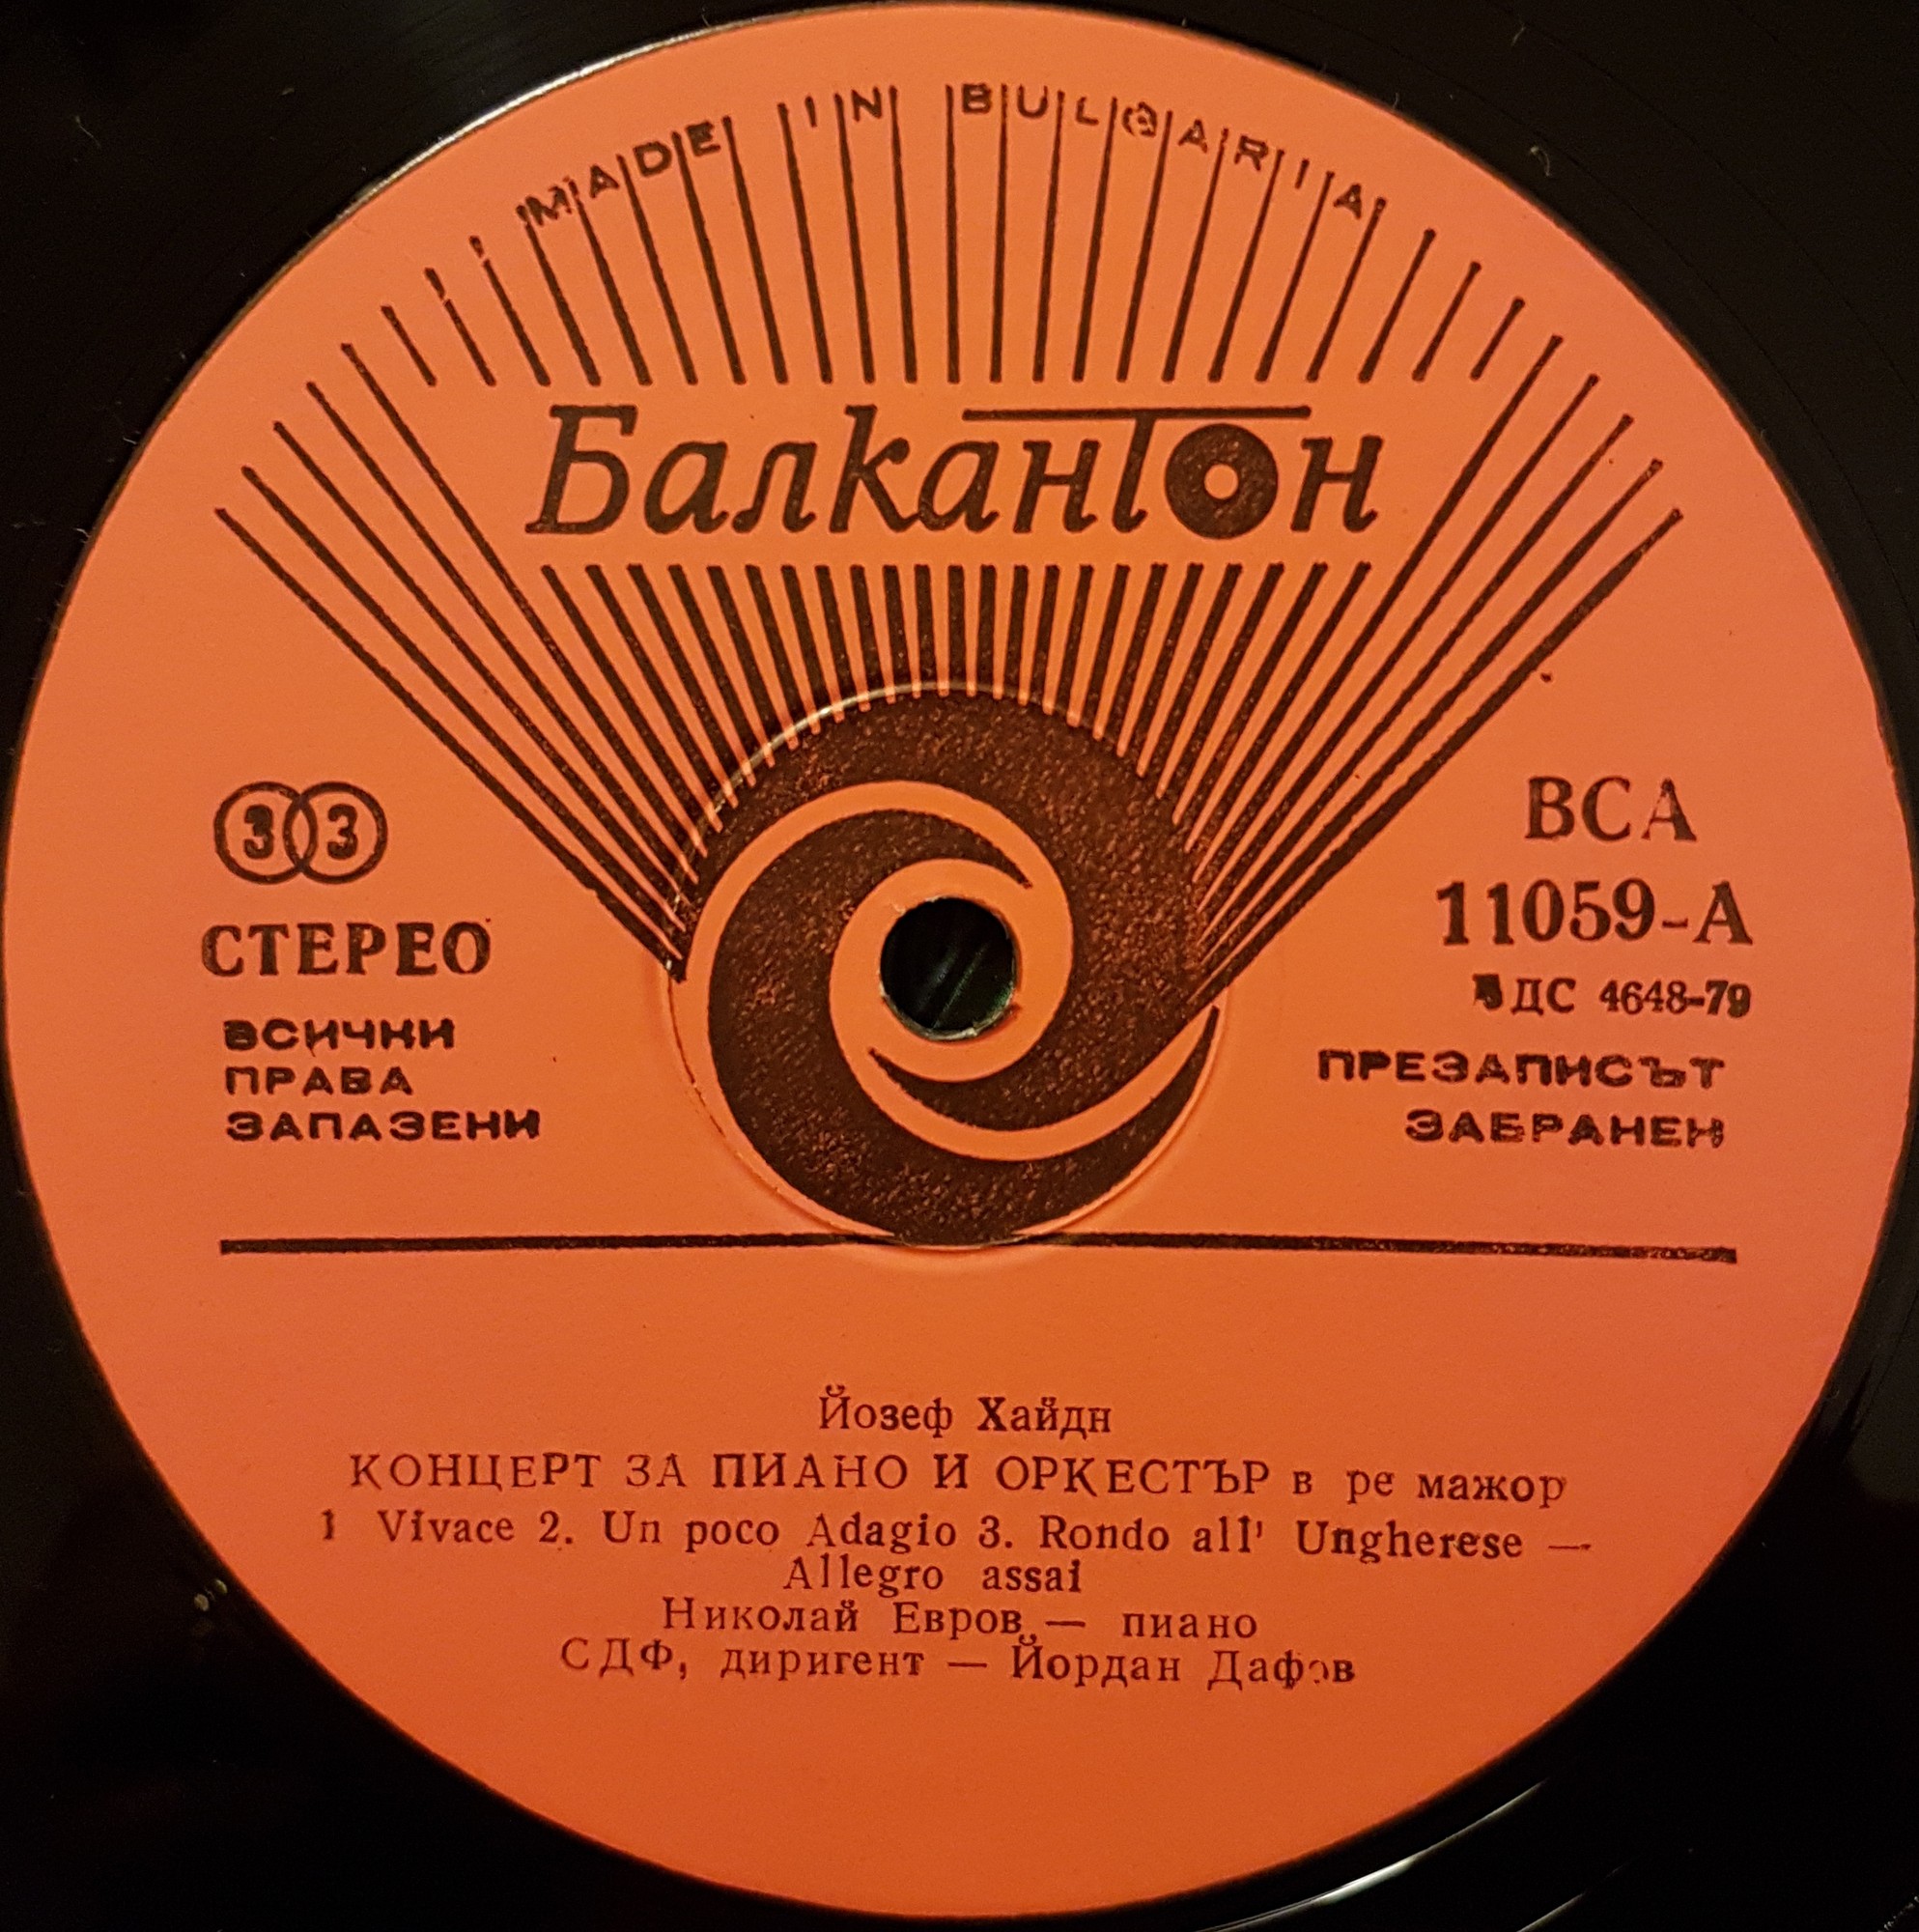 MADE IN BULGARIA
Балкантон
33
СТЕРЕО
ВСИЧКИ
ПРАВА
ЗАПАЗЕНИ
ВСА
11059-А
ДС 4648-79
ПРЕЗАПИСЪТ
ЗАБРАНЕН
Йозеф Хайдн
КОНЦЕРТ ЗА ПИАНО И ОРКЕСТЪР в ре мажор
1 Vivace 2. Un poco Adagio 3. Rondo all' Ungherese —
Allegro assai
Николай Евров — пиано
СДФ, диригент — Йордан Дафов